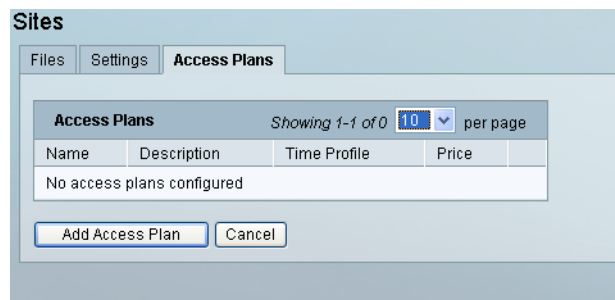 Sites
Files Settings Access Plans
Access Plans Showing 1-1 of 0 10 per page
Name Description Time Profile Price
No access plans configured
Add Access Plan Cancel